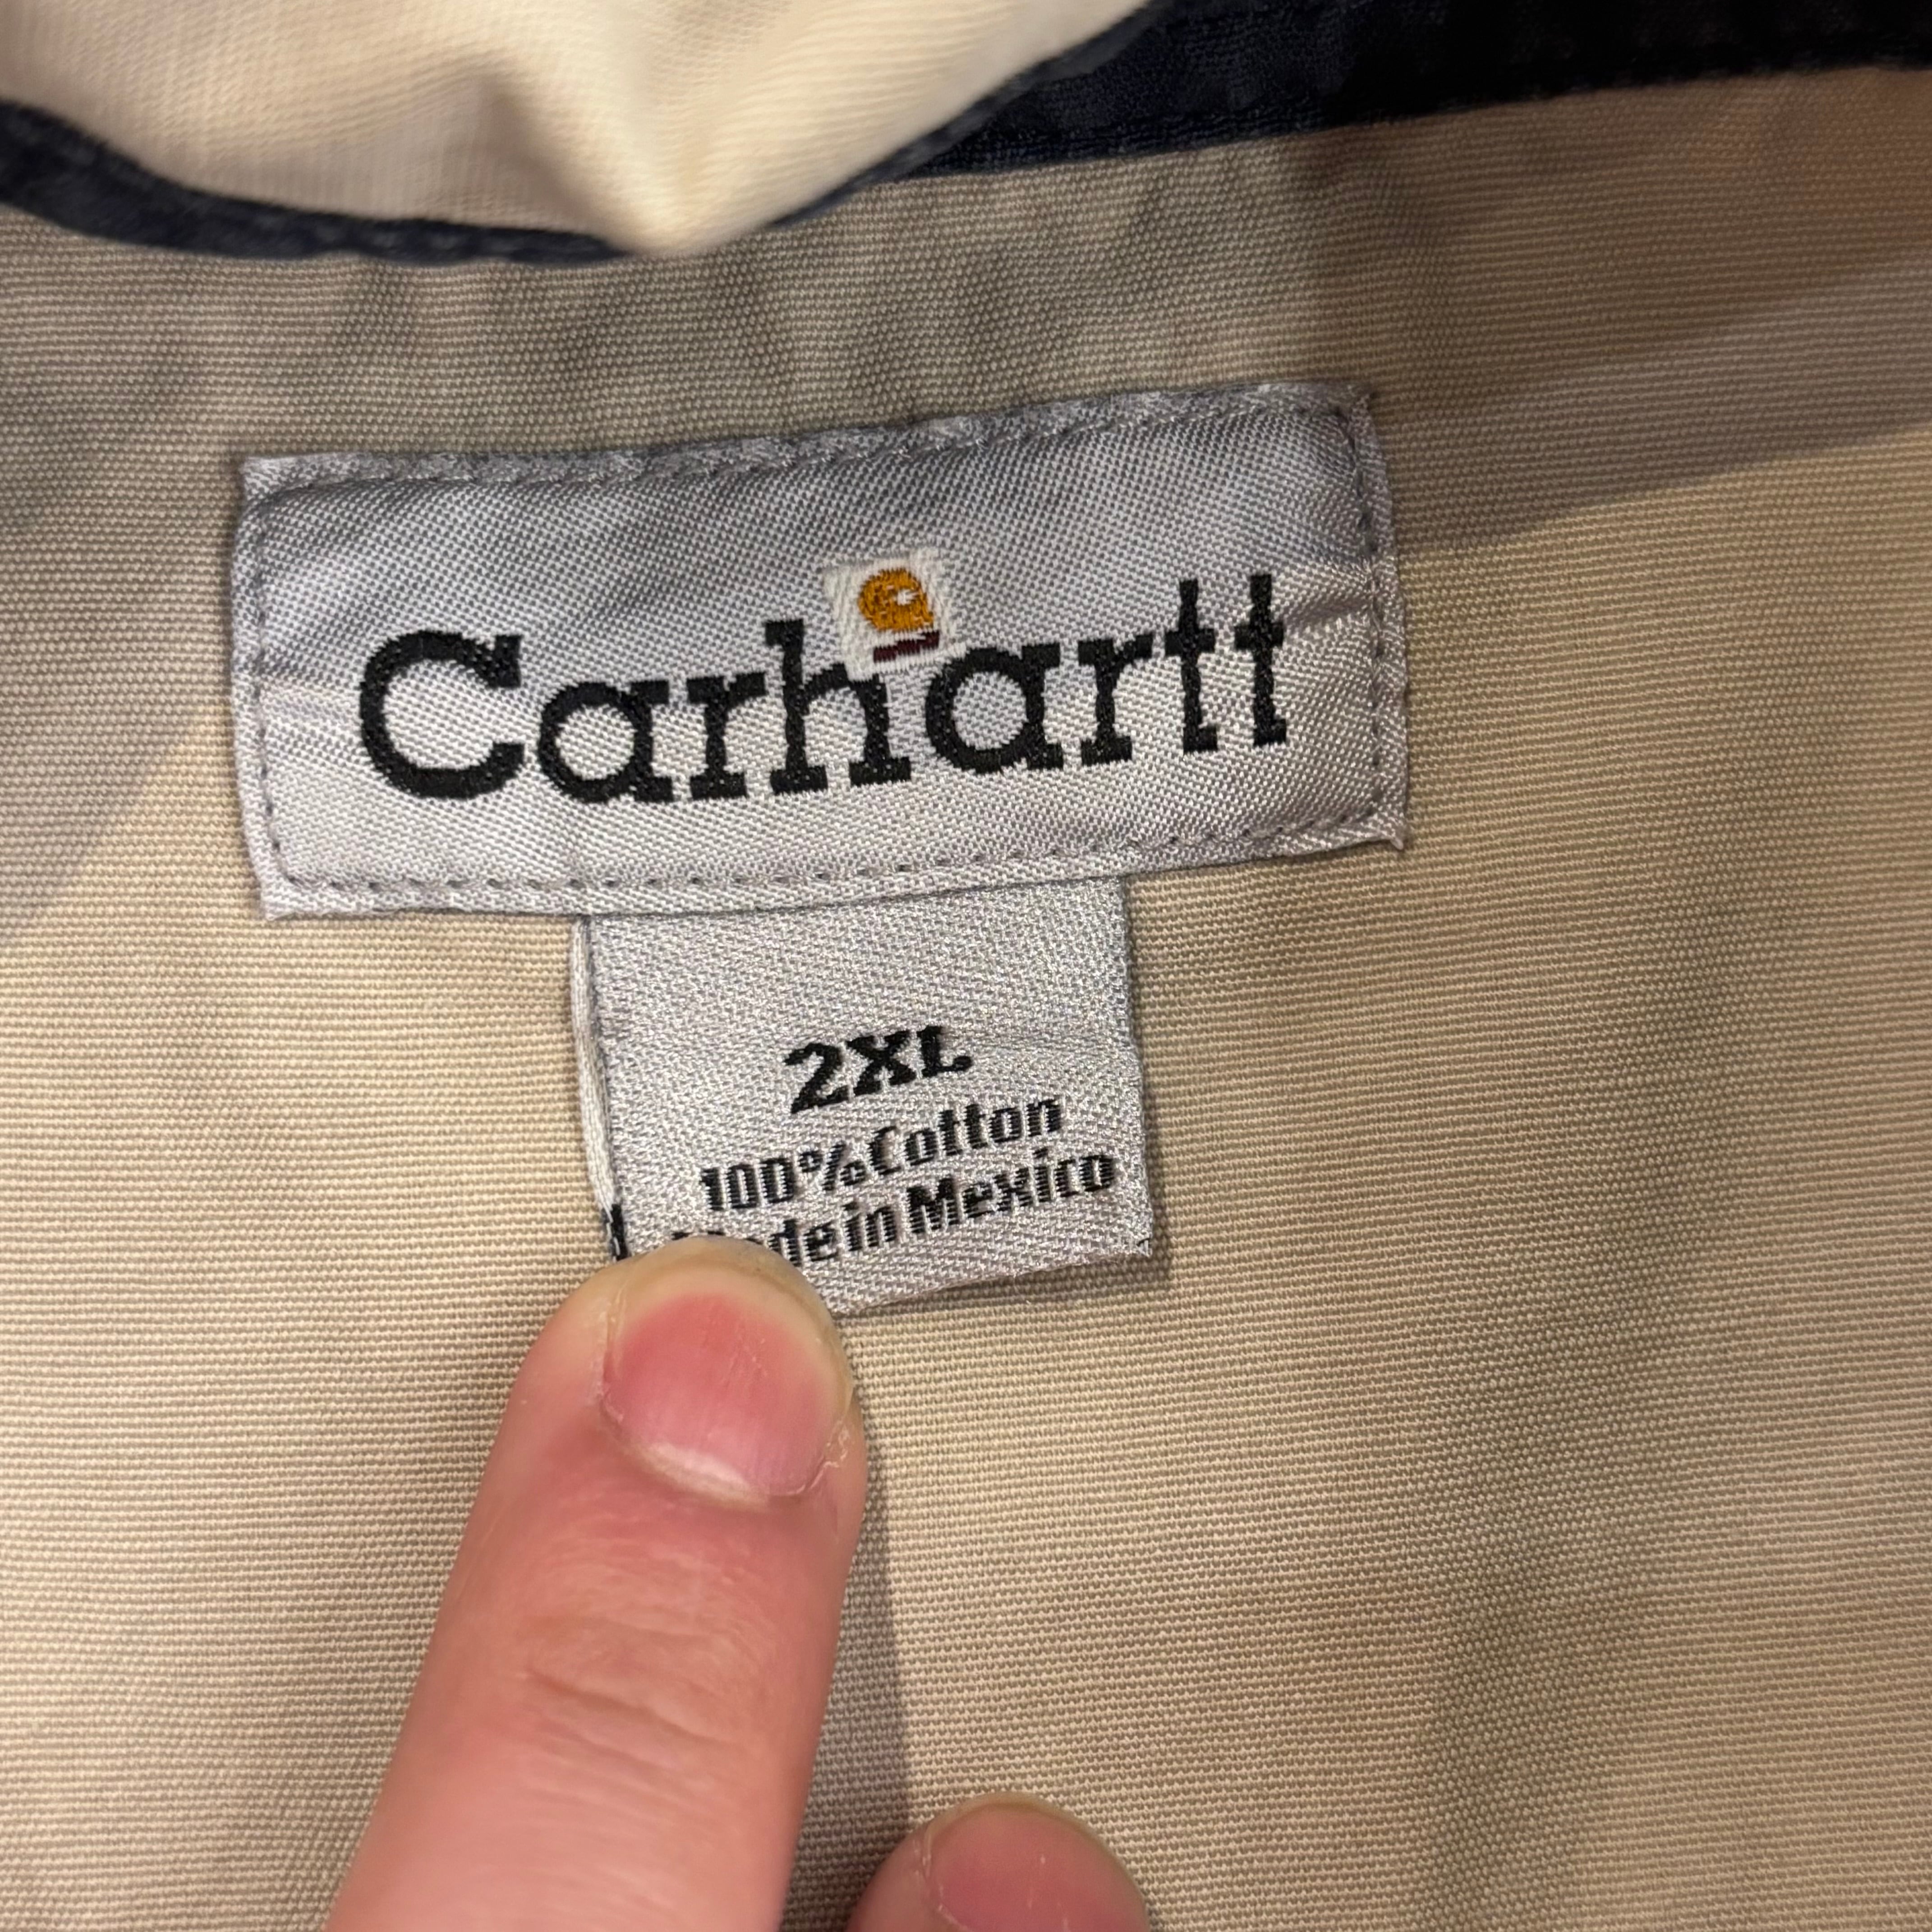 Carhartt
2XL
100% Cotton
Made in Mexico